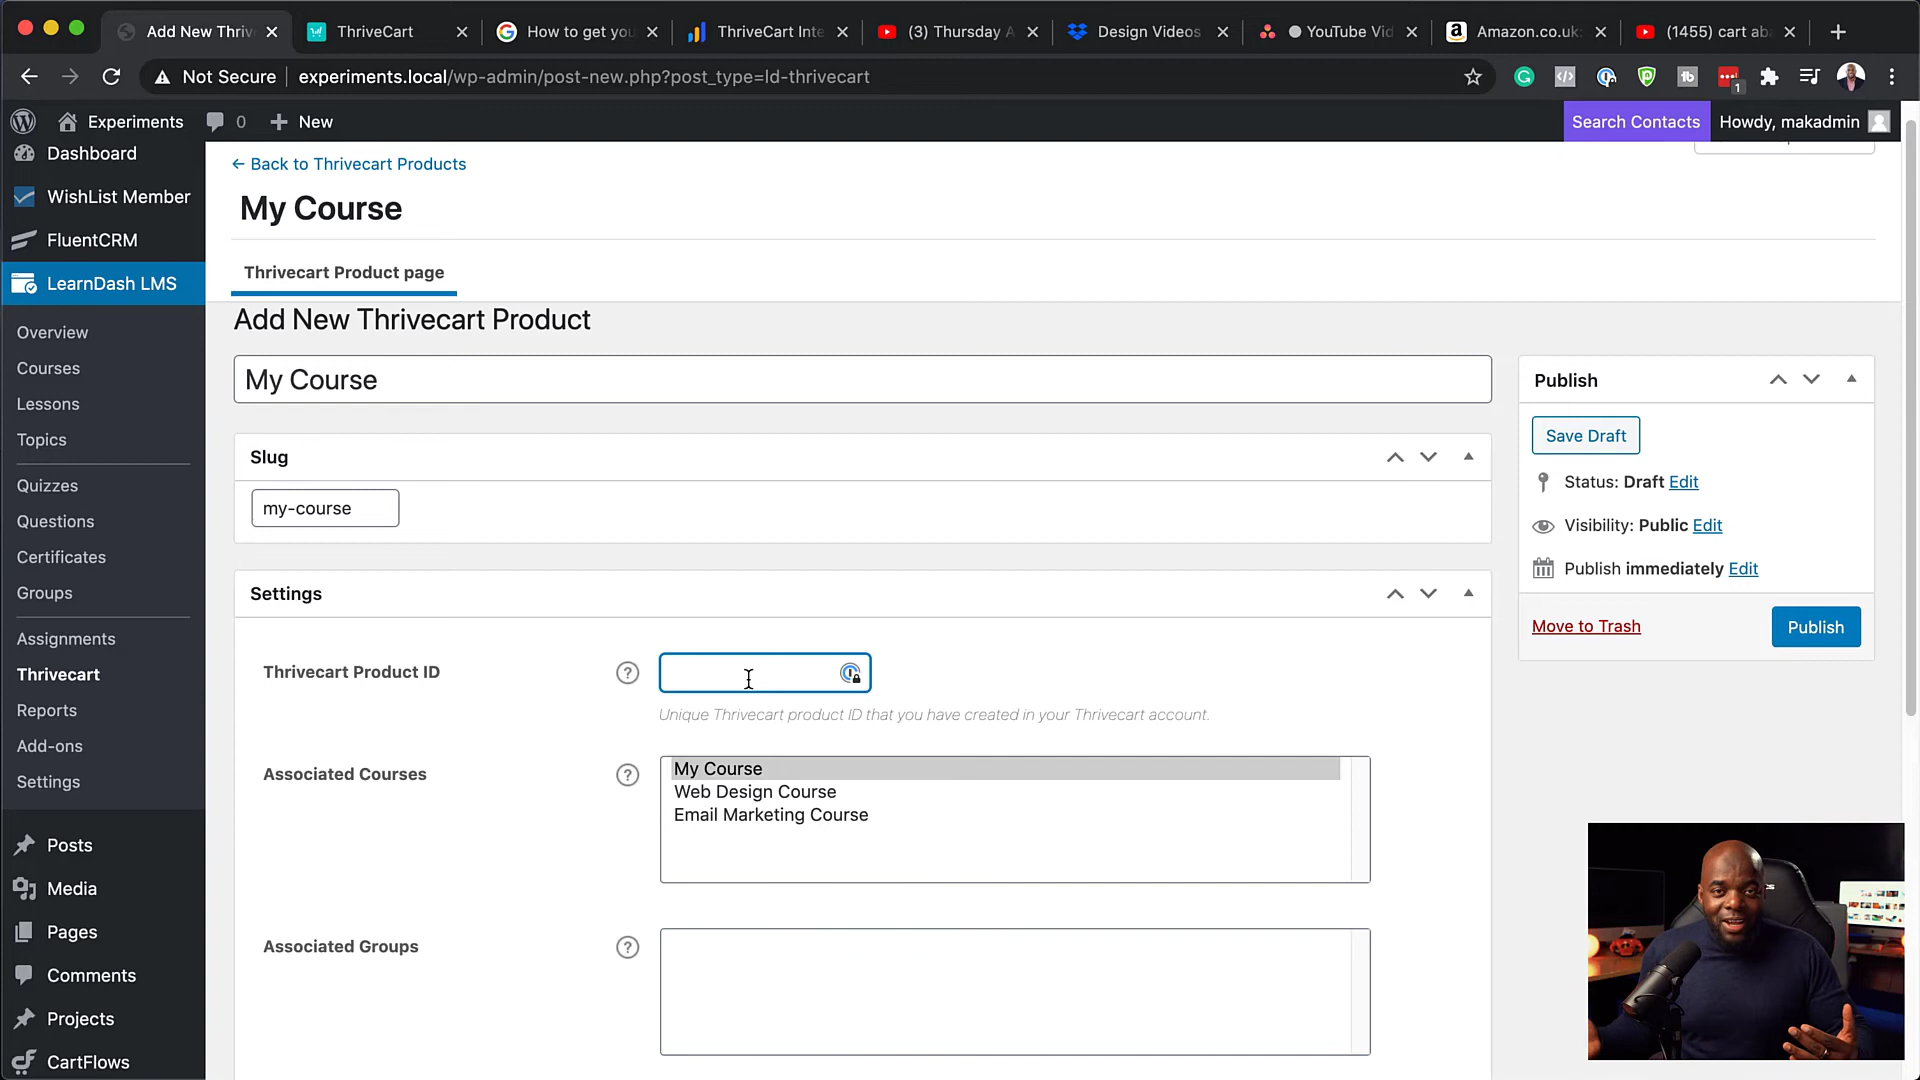 Add New Thriv
ThriveCart
How to get you
ThriveCart Inte
(3) Thursday A
Design Videos
YouTube Vid
Amazon.co.uk
(1455) cart aba
Not Secure
experiments.local/wp-admin/post-new.php?post_type=ld-thrivecart
1
Experiments
0
New
Search Contacts
Howdy, makadmin
Dashboard
WishList Member
FluentCRM
LearnDash LMS
Overview
Courses
Lessons
Topics
Quizzes
Questions
Certificates
Groups
Assignments
Thrivecart
Reports
Add-ons
Settings
Posts
Media
Pages
Comments
Projects
CartFlows
← Back to Thrivecart Products
My Course
Thrivecart Product page
Add New Thrivecart Product
My Course
Slug
my-course
Settings
Thrivecart Product ID
?
Unique Thrivecart product ID that you have created in your Thrivecart account.
Associated Courses
?
My Course
Web Design Course
Email Marketing Course
Associated Groups
?
Publish
Save Draft
Status: Draft Edit
Visibility: Public Edit
Publish immediately Edit
Move to Trash
Publish